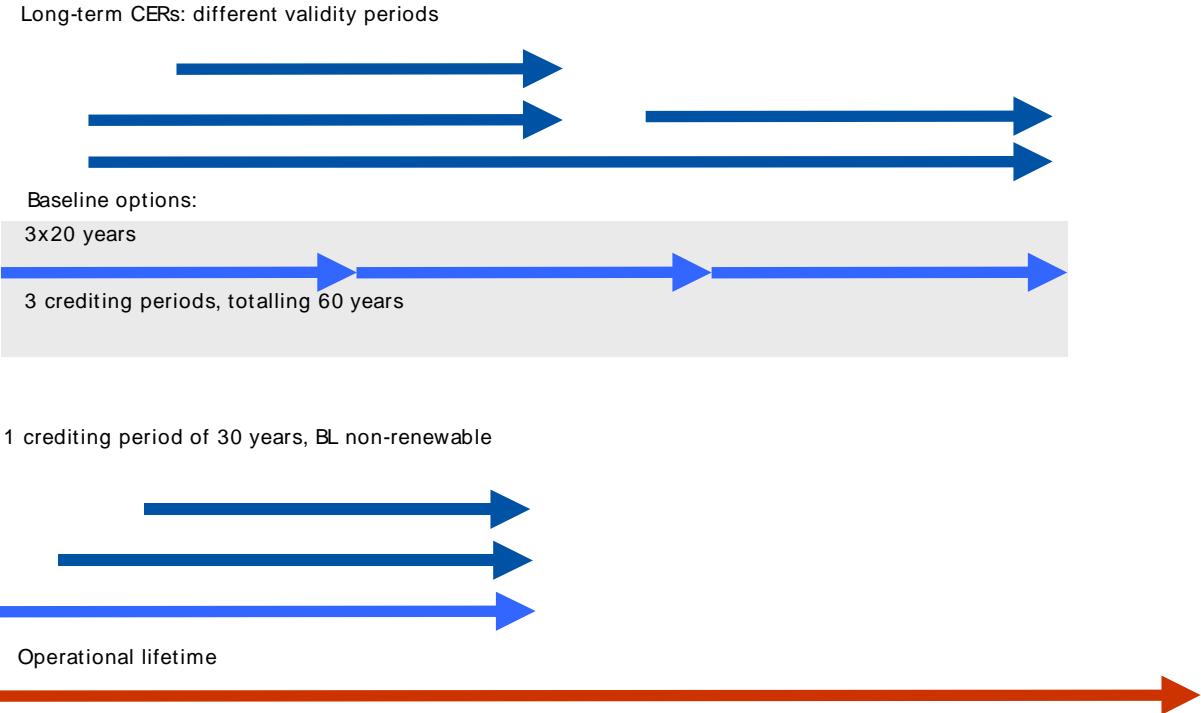 Long-term CERs: different validity periods
Baseline options:
3x20 years
3 crediting periods, totalling 60 years
1 crediting period of 30 years, BL non-renewable
Operational lifetime